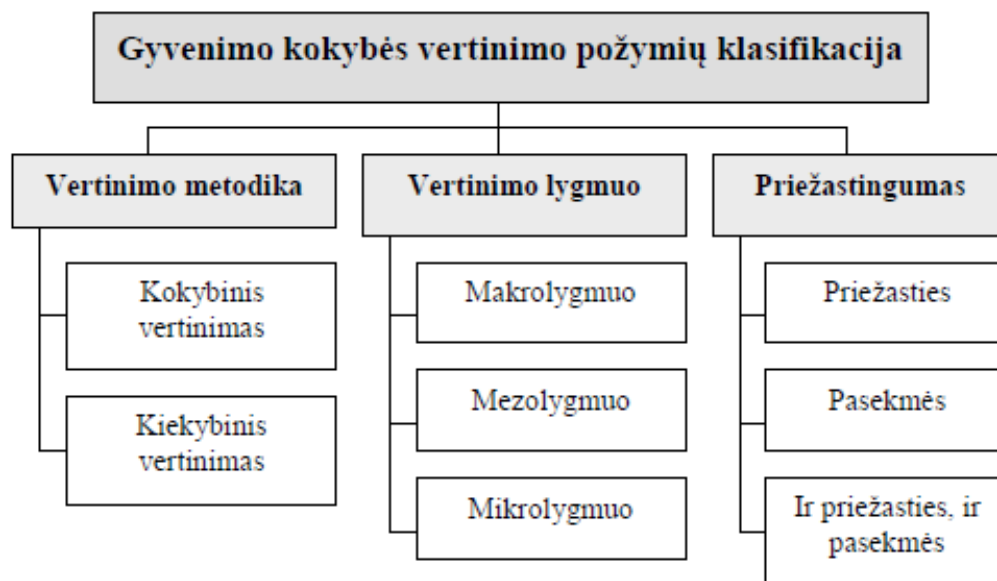 Gyvenimo kokybės vertinimo požymių klasifikacija
Vertinimo metodika
Kokybinis
vertinimas
Kiekybinis
vertinimas
Vertinimo lygmuo
Makrolygmuo
Mezolygmuo
Mikrolygmuo
Priežastingumas
Priežasties
Pasekmės
Ir priežasties, ir
pasekmės